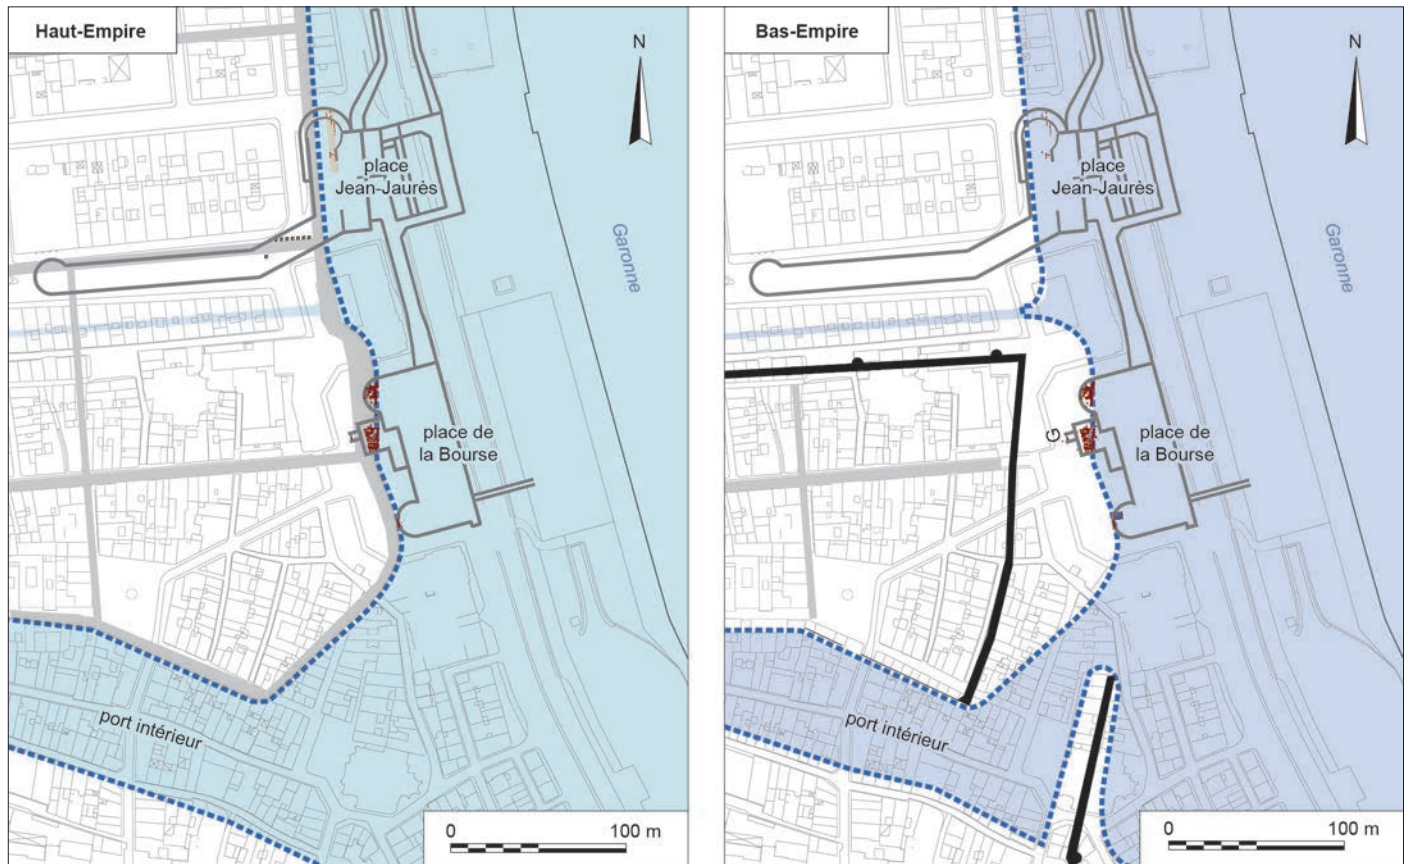 Haut-Empire
N
place
Jean-Jaurès
Garonne
place de
la Bourse
port intérieur
0
100 m
Bas-Empire
N
place
Jean-Jaurès
Garonne
G.
place de
la Bourse
port intérieur
0
100 m